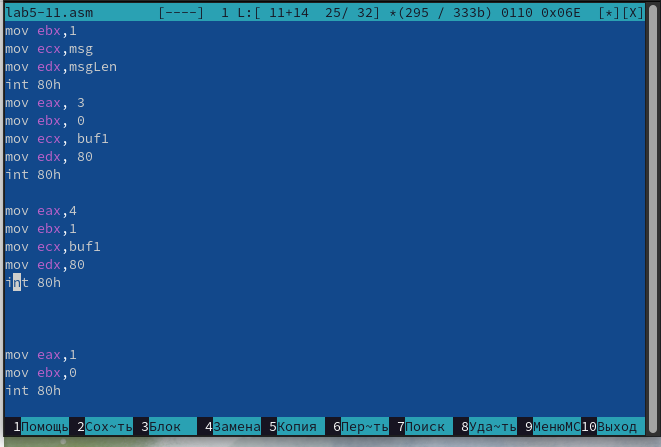 lab5-11.asm [----] 1 L:[ 11+14 25/ 32] *(295 / 333b) 0110 0x06E [*][X]
mov ebx,1
mov ecx,msg
mov edx,msgLen
int 80h
mov eax, 3
mov ebx, 0
mov ecx, buf1
mov edx, 80
int 80h
mov eax,4
mov ebx,1
mov ecx,buf1
mov edx,80
int 80h
mov eax,1
mov ebx,0
int 80h
1Помощь 2Сох~ть 3Блок 4Замена 5Копия 6Пер~ть 7Поиск 8Уда~ть 9МенюМС 10Выход